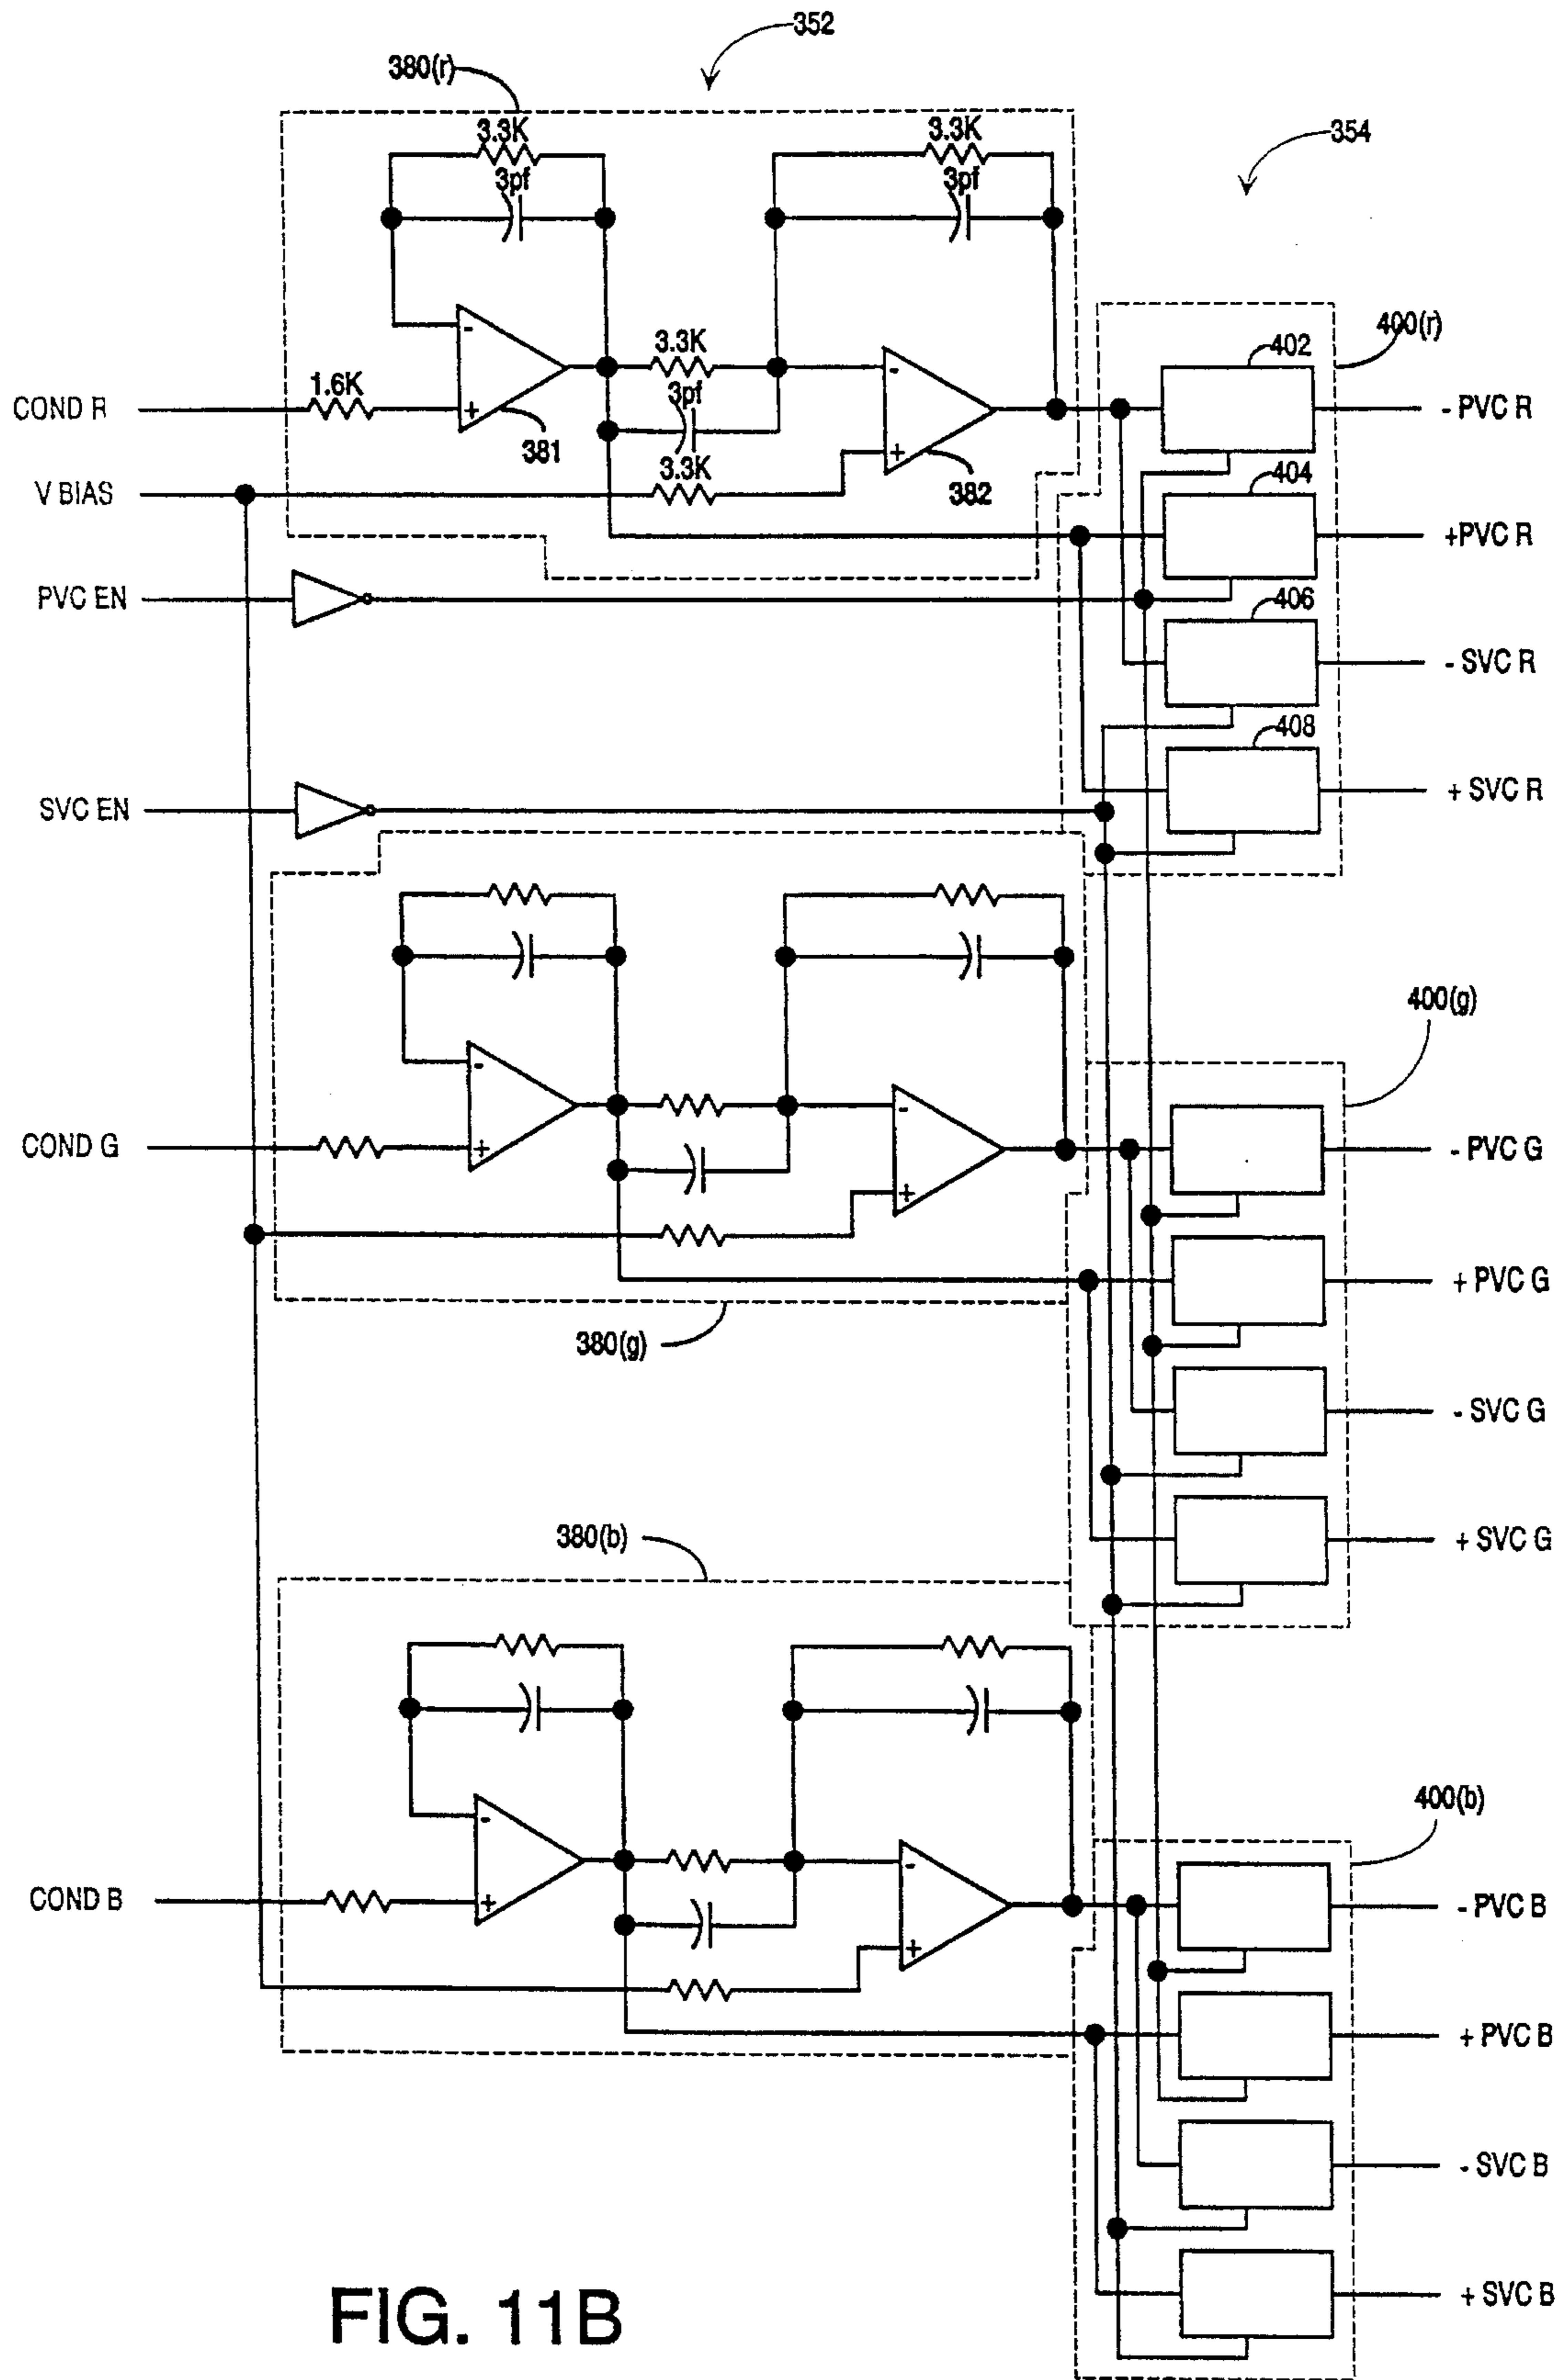 352
380(r)
3.3K
3pf
3.3K
3pf
354
400(r)
402
3.3K
3pf
1.6K
COND R
- PVC R
-
+
381
-
+
382
404
V BIAS
3.3K
+PVC R
PVC EN
406
- SVC R
408
SVC EN
+ SVC R
400(g)
-
+
-
+
COND G
- PVC G
+ PVC G
380(g)
- SVC G
380(b)
+ SVC G
400(b)
-
+
-
+
COND B
- PVC B
+ PVC B
- SVC B
+ SVC B
FIG. 11B